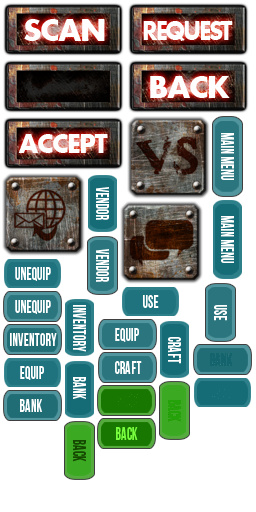 SCAN
REQUEST
BACK
ACCEPT
VS
MAIN MENU
VENDOR
MAIN MENU
VENDOR
UNEQUIP
USE
USE
UNEQUIP
INVENTORY
EQUIP
CRAFT
INVENTORY
BANK
EQUIP
CRAFT
BANK
BANK
BACK
BACK
BACK